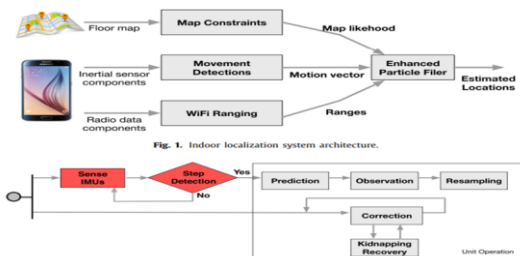 Floor map
Map Constraints
Map likehood
Inertial sensor
components
Movement
Detections
Motion vector
Enhanced
Particle Filer
Estimated
Locations
Radio data
components
WiFi Ranging
Ranges
Fig. 1. Indoor localization system architecture.
Sense
IMUs
Step
Detection
Yes
No
Prediction
Observation
Resampling
Correction
Kidnapping
Recovery
Unit Operation